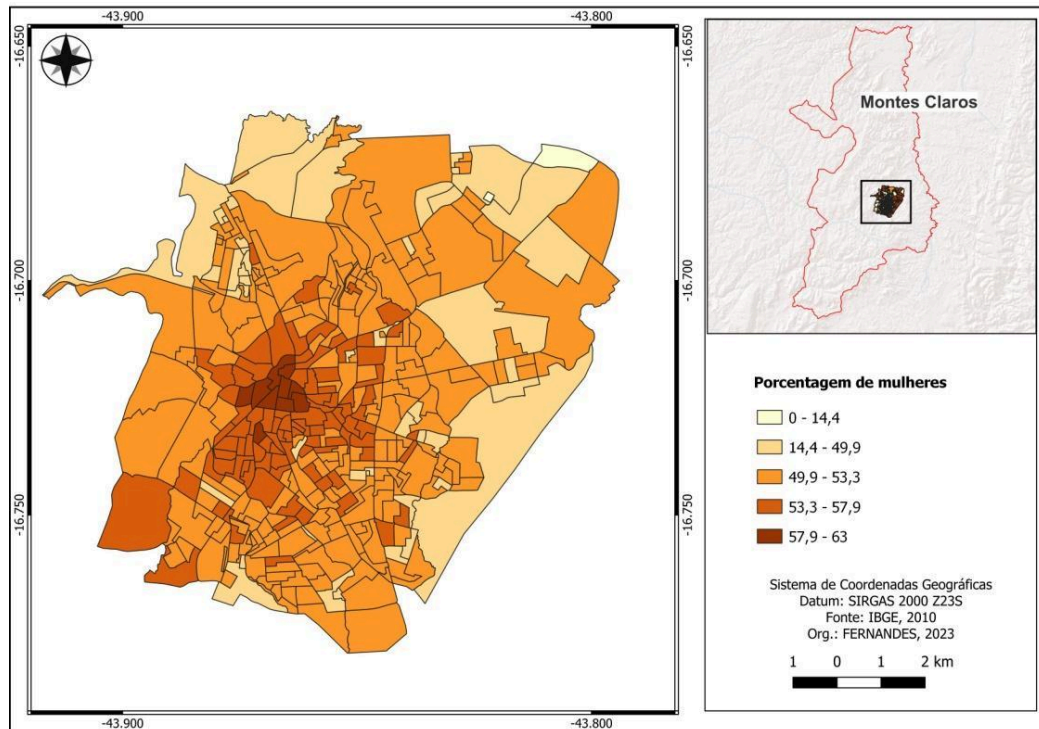 -43.900
-43.800
-16.650
-16.650
-16.700
-16.700
-16.750
-16.750
-43.900
-43.800
Montes Claros
Porcentagem de mulheres
0 - 14,4
14,4 - 49,9
49,9 - 53,3
53,3 - 57,9
57,9 - 63
Sistema de Coordenadas Geográficas
Datum: SIRGAS 2000 Z23S
Fonte: IBGE, 2010
Org.: FERNANDES, 2023
1 0 1 2 km